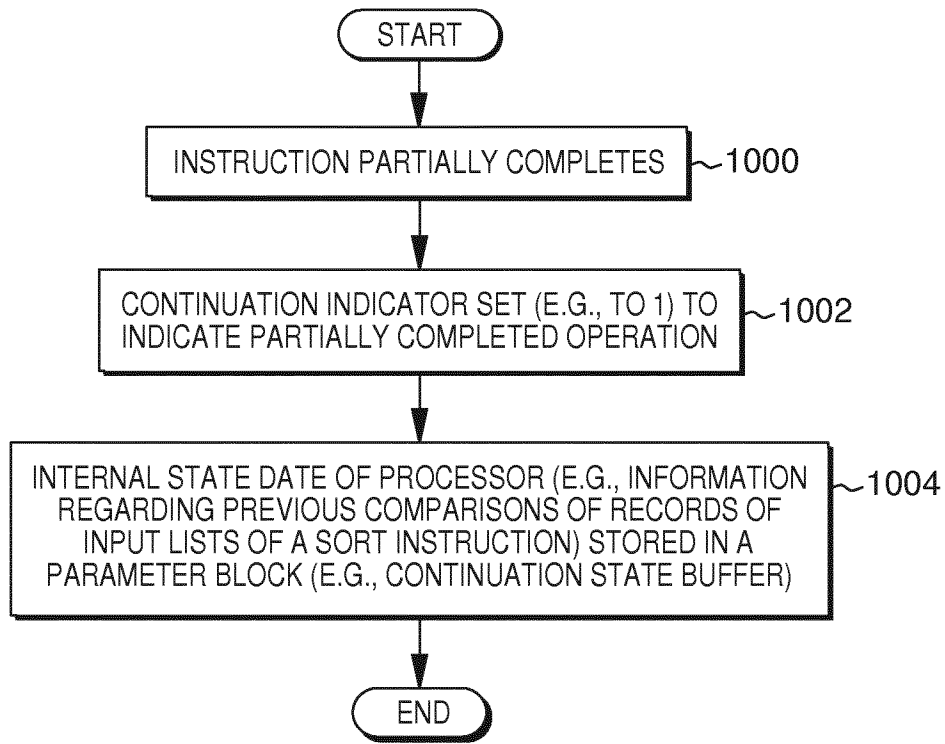 START
INSTRUCTION PARTIALLY COMPLETES
1000
CONTINUATION INDICATOR SET (E.G., TO 1) TO
INDICATE PARTIALLY COMPLETED OPERATION
1002
INTERNAL STATE DATE OF PROCESSOR (E.G., INFORMATION
REGARDING PREVIOUS COMPARISONS OF RECORDS OF
INPUT LISTS OF A SORT INSTRUCTION) STORED IN A
PARAMETER BLOCK (E.G., CONTINUATION STATE BUFFER)
1004
END